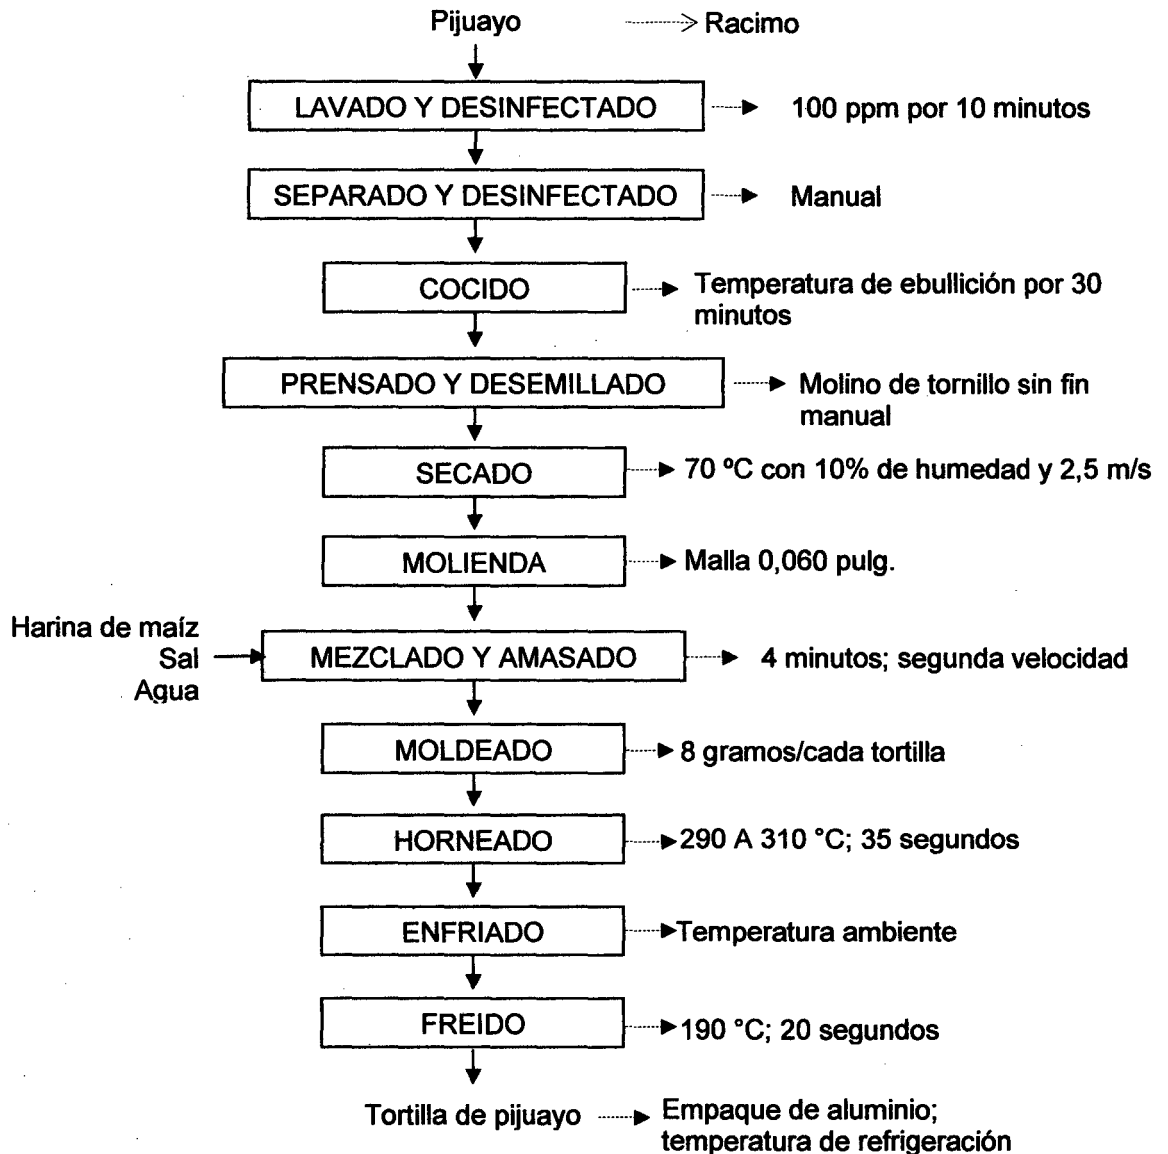 Pijuayo
Racimo
LAVADO Y DESINFECTADO
100 ppm por 10 minutos
SEPARADO Y DESINFECTADO
Manual
COCIDO
Temperatura de ebullición por 30
minutos
PRENSADO Y DESEMILLADO
Molino de tornillo sin fin
manual
SECADO
70 ºC con 10% de humedad y 2,5 m/s
MOLIENDA
Malla 0,060 pulg.
Harina de maíz
Sal
Agua
MEZCLADO Y AMASADO
4 minutos; segunda velocidad
MOLDEADO
8 gramos/cada tortilla
HORNEADO
290 A 310 °C; 35 segundos
ENFRIADO
Temperatura ambiente
FREIDO
190 °C; 20 segundos
Tortilla de pijuayo
Empaque de aluminio;
temperatura de refrigeración